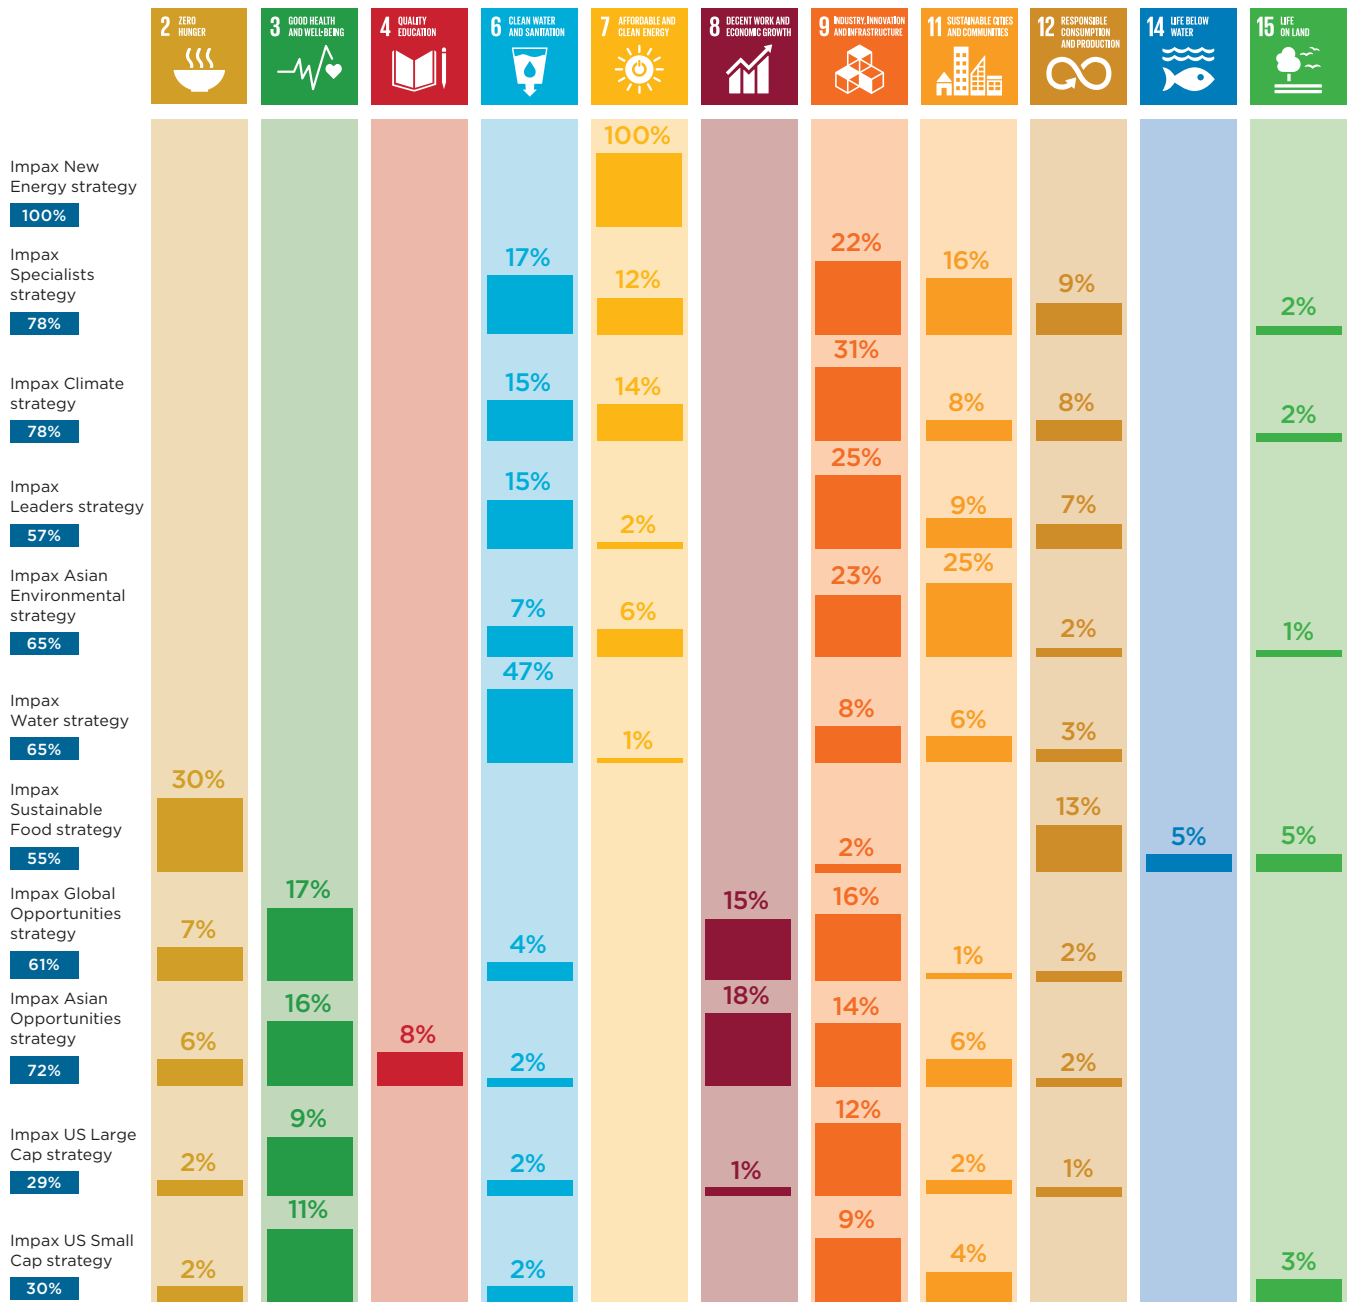 2 ZERO
HUNGER
3 GOOD HEALTH
AND WELL-BEING
4 QUALITY
EDUCATION
6 CLEAN WATER
AND SANITATION
7 AFFORDABLE AND
CLEAN ENERGY
8 DECENT WORK AND
ECONOMIC GROWTH
9 INDUSTRY, INNOVATION
AND INFRASTRUCTURE
11 SUSTAINABLE CITIES
AND COMMUNITIES
12 RESPONSIBLE
CONSUMPTION
AND PRODUCTION
14 LIFE BELOW
WATER
15 LIFE
ON LAND
Impax New
Energy strategy
100%
100%
Impax
Specialists
strategy
78%
17%
12%
22%
16%
9%
2%
Impax Climate
strategy
78%
15%
14%
31%
8%
8%
2%
Impax
Leaders strategy
57%
15%
2%
25%
9%
7%
Impax Asian
Environmental
strategy
65%
7%
6%
23%
25%
2%
1%
Impax
Water strategy
65%
47%
1%
8%
6%
3%
Impax
Sustainable
Food strategy
55%
30%
2%
13%
5%
5%
Impax Global
Opportunities
strategy
61%
7%
17%
4%
15%
16%
1%
2%
Impax Asian
Opportunities
strategy
72%
6%
16%
8%
2%
18%
14%
6%
2%
Impax US Large
Cap strategy
29%
2%
9%
2%
1%
12%
2%
1%
Impax US Small
Cap strategy
30%
2%
11%
2%
9%
4%
3%